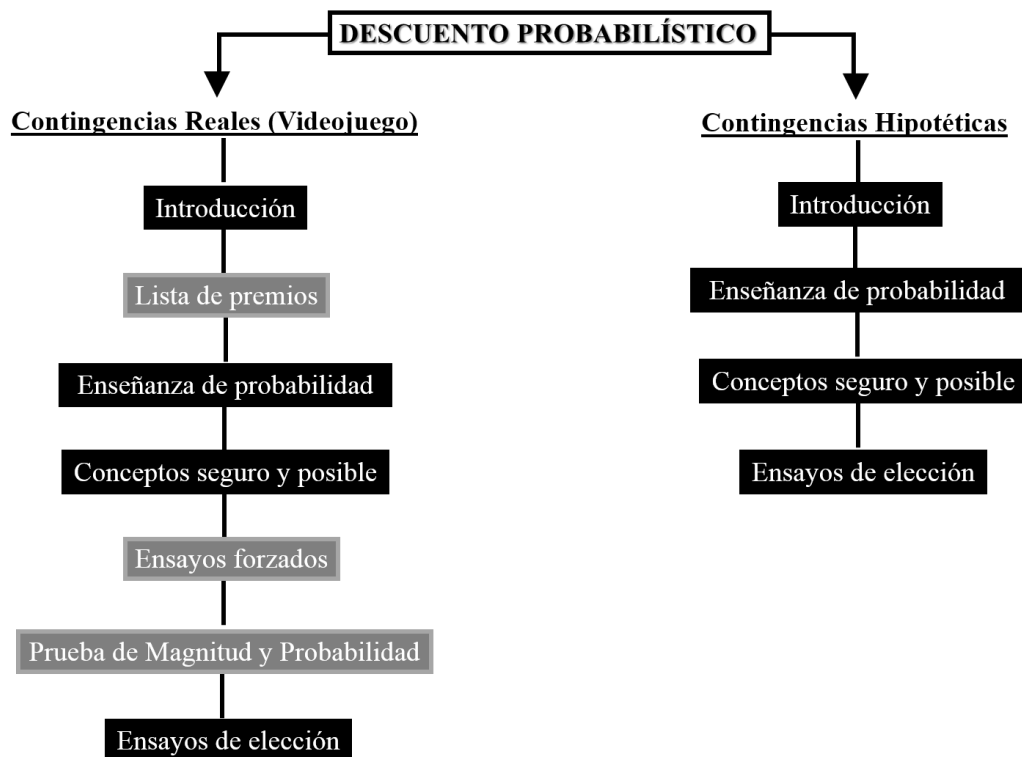 DESCUENTO PROBABILÍSTICO
Contingencias Reales (Videojuego)
Introducción
Lista de premios
Enseñanza de probabilidad
Conceptos seguro y posible
Ensayos forzados
Prueba de Magnitud y Probabilidad
Ensayos de elección
Contingencias Hipotéticas
Introducción
Enseñanza de probabilidad
Conceptos seguro y posible
Ensayos de elección